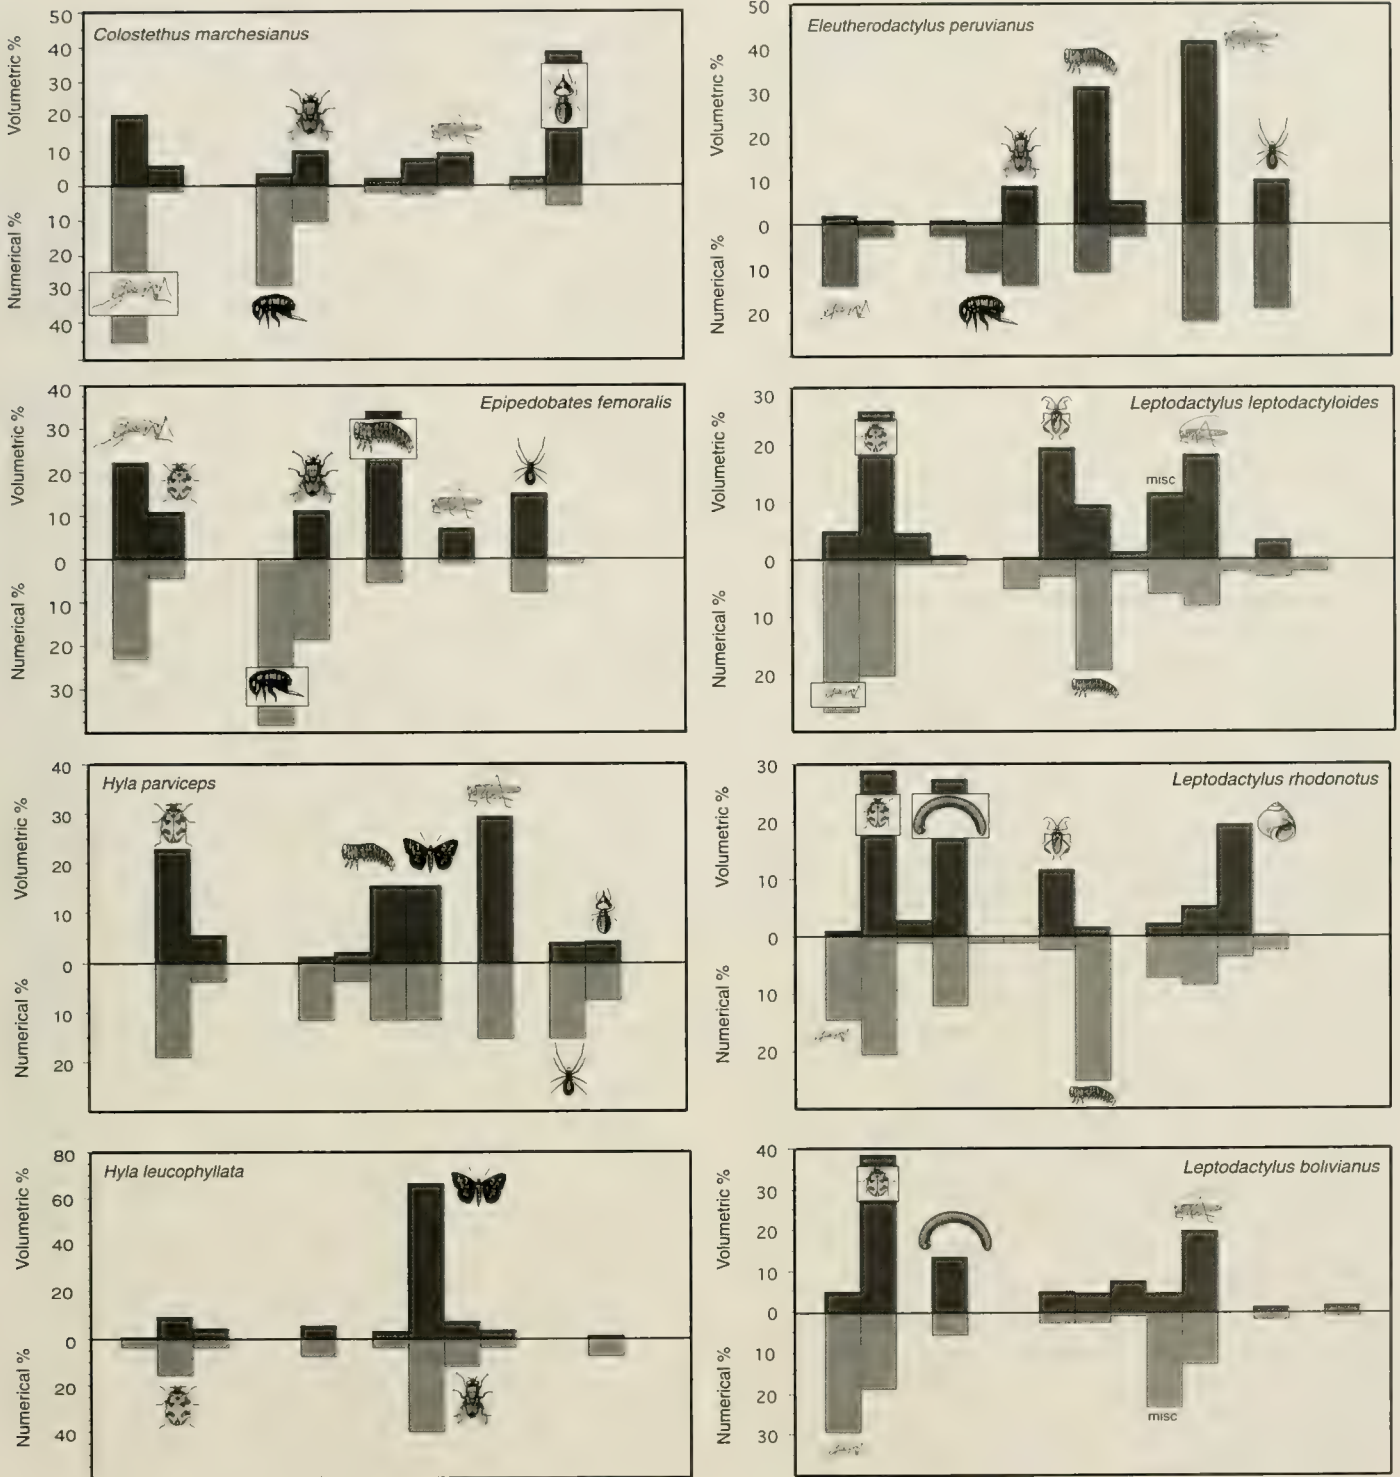 Colostethus marchesianus
Volumetric %
Numerical %
50
40
30
20
10
0
10
20
30
40
Eleutherodactylus peruvianus
Volumetric %
Numerical %
50
40
30
20
10
0
10
20
Epipedobates femoralis
Volumetric %
Numerical %
40
30
20
10
0
10
20
30
Leptodactylus leptodactyloides
Volumetric %
Numerical %
30
20
10
0
10
20
misc
Hyla parviceps
Volumetric %
Numerical %
40
30
20
10
0
10
20
Leptodactylus rhodonotus
Volumetric %
Numerical %
30
20
10
0
10
20
Hyla leucophyllata
Volumetric %
Numerical %
80
60
40
20
0
20
40
Leptodactylus bolivianus
Volumetric %
Numerical %
40
30
20
10
0
10
20
30
misc